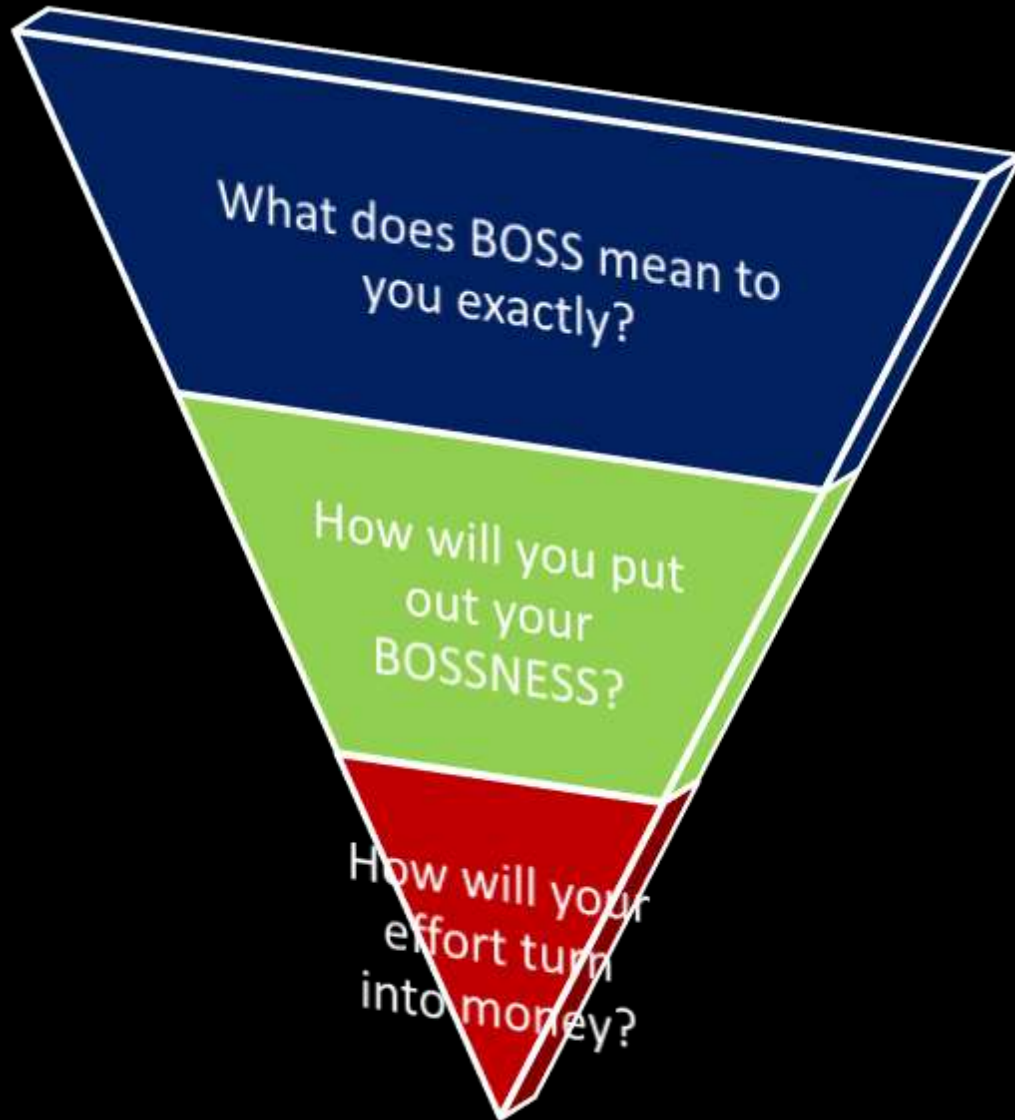 What does BOSS mean to
you exactly?
How will you put
out your
BOSSNESS?
How will your
effort turn
into money?